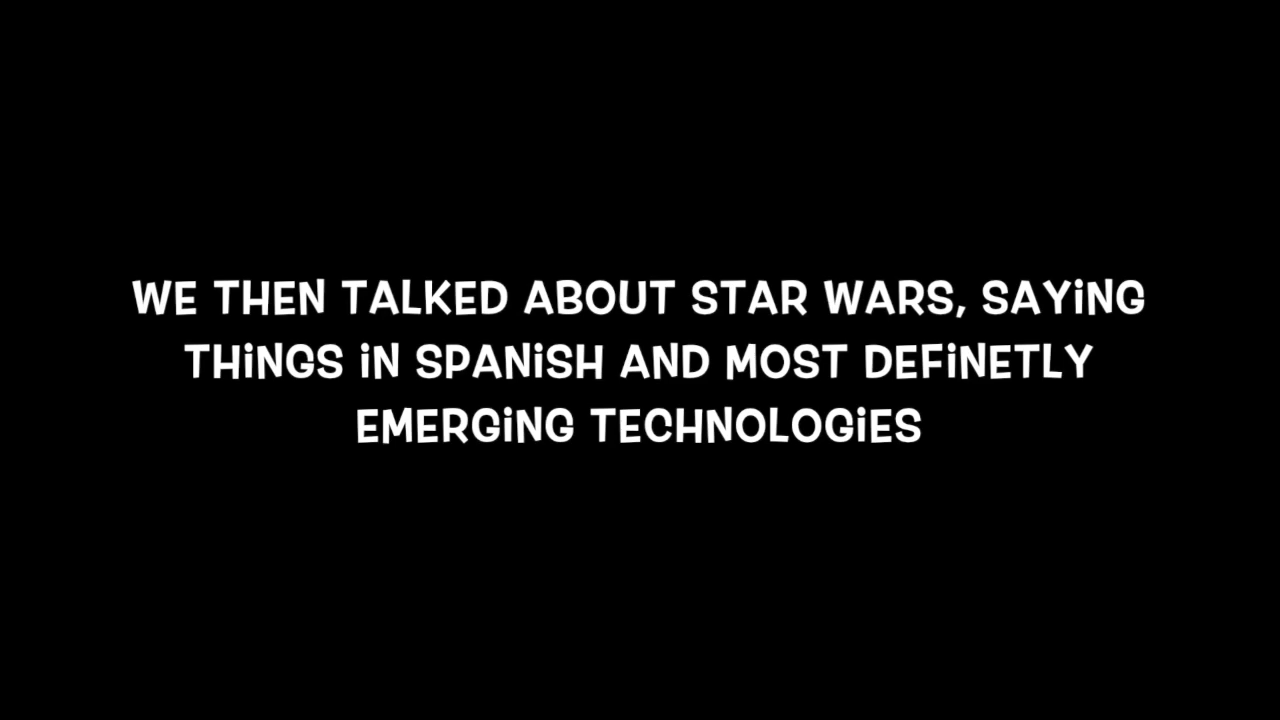 WE THEN TALKED ABOUT STAR WARS, SAYiNG
THiNGS iN SPANiSH AND MOST DEFiNETLY
EMERGiNG TECHNOLOGiES